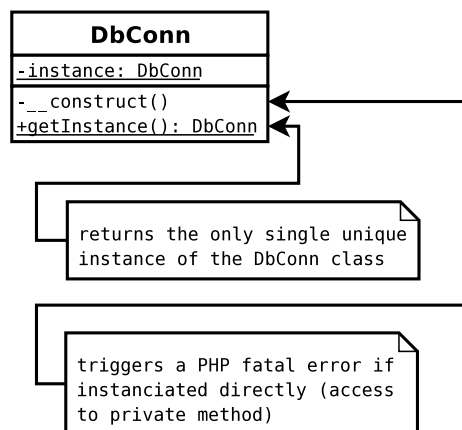 DbConn
-instance: DbConn
-__construct()
+getInstance(): DbConn
returns the only single unique
instance of the DbConn class
triggers a PHP fatal error if
instanciated directly (access
to private method)